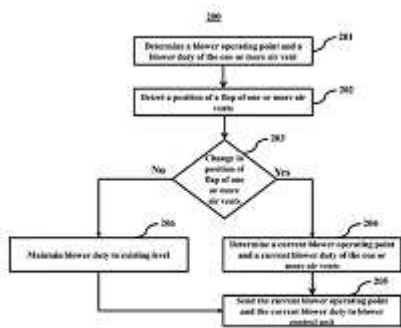 200
201
Determine a blower operating point and a
blower duty of the one or more air vent
202
Detect a position of a flap of one or more air
vents
203
Change in
position of
flap of one
or more
air vents
No
Yes
206
Maintain blower duty to existing level
204
Determine a current blower operating point
and a current blower duty of the one
or more air vents
205
Send the current blower operating point
and the current blower duty to blower
control unit